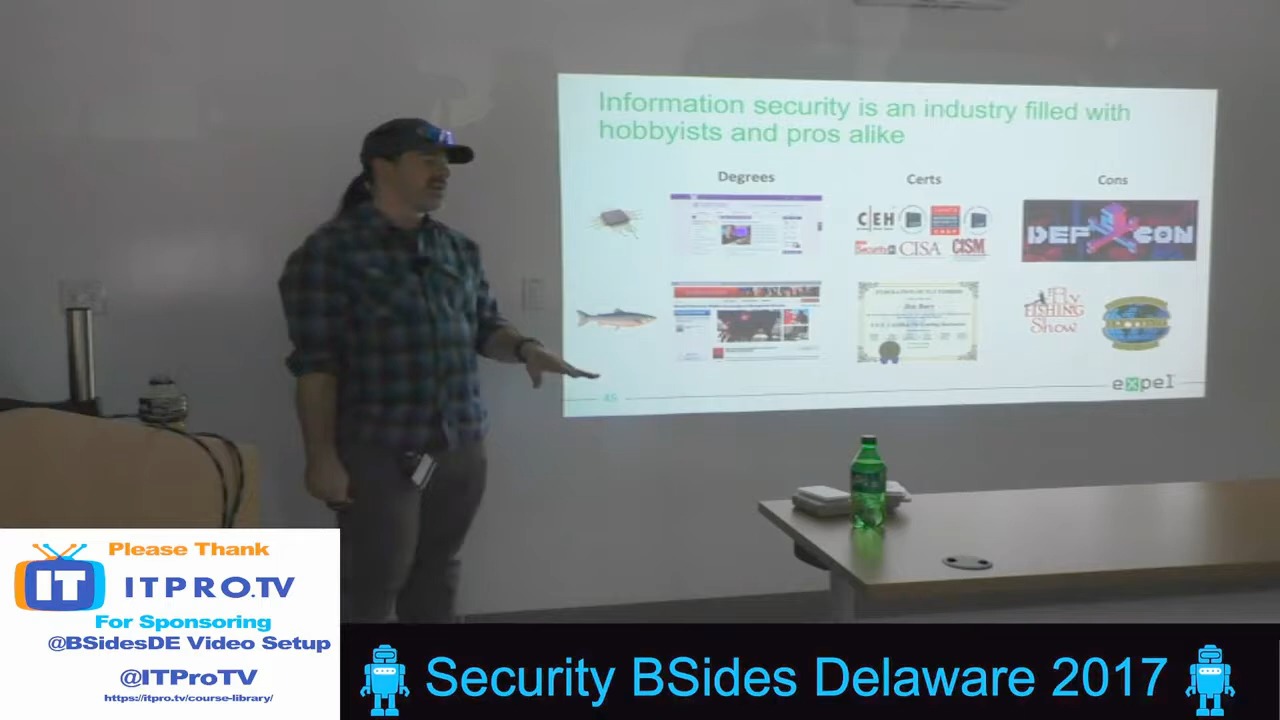 Information security is an industry filled with
hobbyists and pros alike
Degrees
Certs
Cons
CEH
CISA
CISM
DEF CON
Fly
FISHING
Show
45
expel
Please Thank
IT
ITPRO.TV
For Sponsoring
@BSidesDE Video Setup
@ITProTV
https://itpro.tv/course-library/
Security BSides Delaware 2017